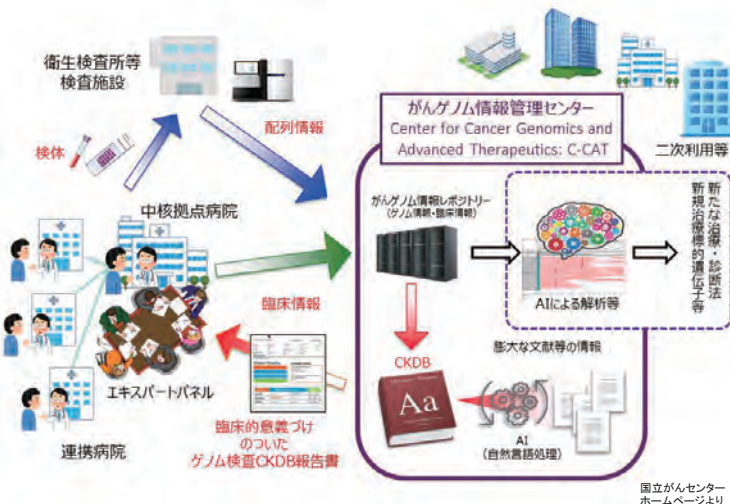 衛生検査所等
検査施設
検体
配列情報
中核拠点病院
臨床情報
エキスパートパネル
連携病院
臨床的意義づけ
のついた
ゲノム検査CKDB報告書
がんゲノム情報管理センター
Center for Cancer Genomics and
Advanced Therapeutics: C-CAT
二次利用等
がんゲノム情報レポジトリー
(ゲノム情報・臨床情報)
AIによる解析等
新たな治療・診断法
新規治療標的遺伝子等
CKDB
Aa
膨大な文献等の情報
AI
(自然言語処理)
国立がんセンター
ホームページより